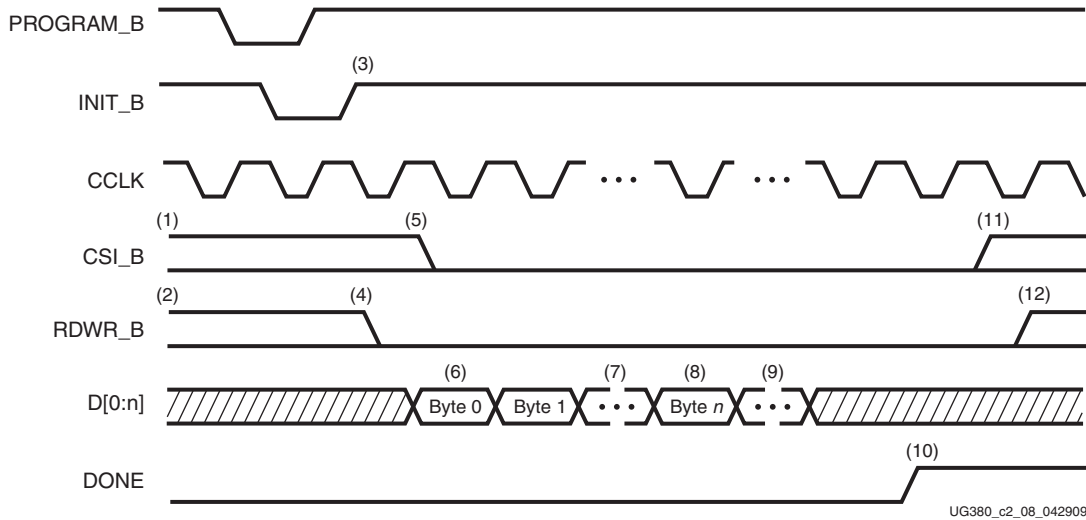 PROGRAM_B
(3)
INIT_B
CCLK
(1) (5) (11)
CSI_B
(2) (4) (12)
RDWR_B
(6) (7) (8) (9)
D[0:n] Byte 0 Byte 1 Byte n
(10)
DONE
UG380_c2_08_042909